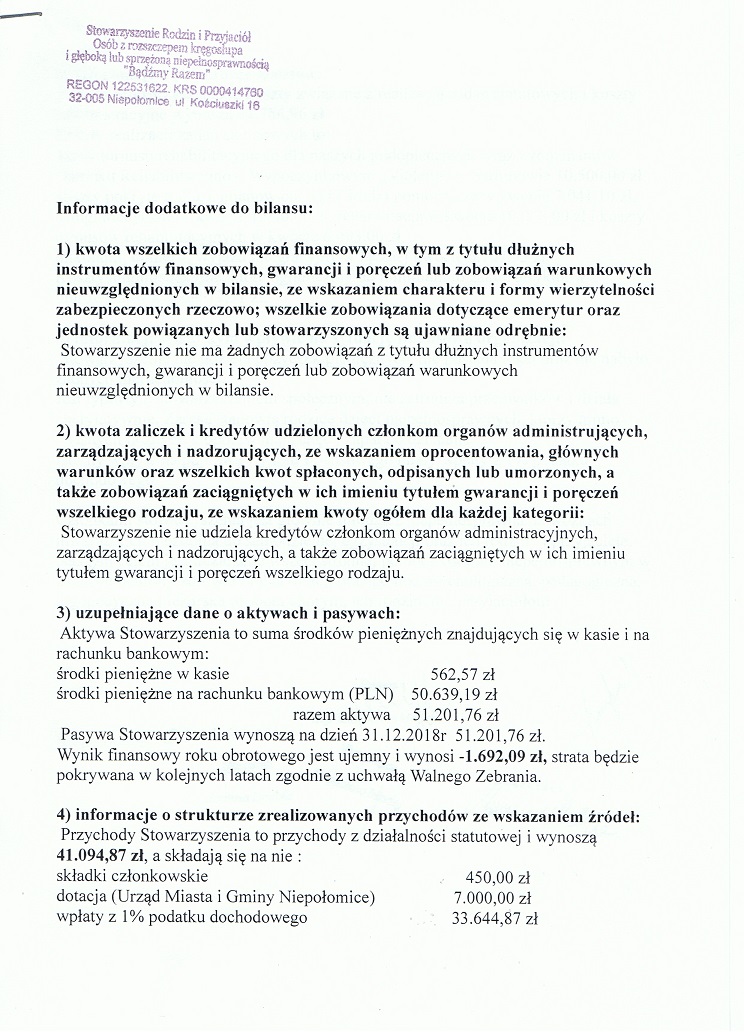 Stowarzyszenie Rodzin i Przyjaciół
Osób z rozszczepem kręgosłupa
i głęboką lub sprzężoną niepełnosprawnością
"Bądźmy Razem"
REGON 122531622. KRS 0000414760
32-005 Niepołomice ul Kościuszki 16
Informacje dodatkowe do bilansu:
1) kwota wszelkich zobowiązań finansowych, w tym z tytułu dłużnych
instrumentów finansowych, gwarancji i poręczeń lub zobowiązań warunkowych
nieuwzględnionych w bilansie, ze wskazaniem charakteru i formy wierzytelności
zabezpieczonych rzeczowo; wszelkie zobowiązania dotyczące emerytur oraz
jednostek powiązanych lub stowarzyszonych są ujawniane odrębnie:
Stowarzyszenie nie ma żadnych zobowiązań z tytułu dłużnych instrumentów
finansowych, gwarancji i poręczeń lub zobowiązań warunkowych
nieuwzględnionych w bilansie.
2) kwota zaliczek i kredytów udzielonych członkom organów administrujących,
zarządzających i nadzorujących, ze wskazaniem oprocentowania, głównych
warunków oraz wszelkich kwot spłaconych, odpisanych lub umorzonych, a
także zobowiązań zaciągniętych w ich imieniu tytułem gwarancji i poręczeń
wszelkiego rodzaju, ze wskazaniem kwoty ogółem dla każdej kategorii:
Stowarzyszenie nie udziela kredytów członkom organów administracyjnych,
zarządzających i nadzorujących, a także zobowiązań zaciągniętych w ich imieniu
tytułem gwarancji i poręczeń wszelkiego rodzaju.
3) uzupełniające dane o aktywach i pasywach:
Aktywa Stowarzyszenia to suma środków pieniężnych znajdujących się w kasie i na
rachunku bankowym:
środki pieniężne w kasie 562,57 zł
środki pieniężne na rachunku bankowym (PLN) 50.639,19 zł
razem aktywa 51.201,76 zł
Pasywa Stowarzyszenia wynoszą na dzień 31.12.2018r 51.201,76 zł.
Wynik finansowy roku obrotowego jest ujemny i wynosi -1.692,09 zł, strata będzie
pokrywana w kolejnych latach zgodnie z uchwałą Walnego Zebrania.
4) informacje o strukturze zrealizowanych przychodów ze wskazaniem źródeł:
Przychody Stowarzyszenia to przychody z działalności statutowej i wynoszą
41.094,87 zł, a składają się na nie :
składki członkowskie 450,00 zł
dotacja (Urząd Miasta i Gminy Niepołomice) 7.000,00 zł
wpłaty z 1% podatku dochodowego 33.644,87 zł